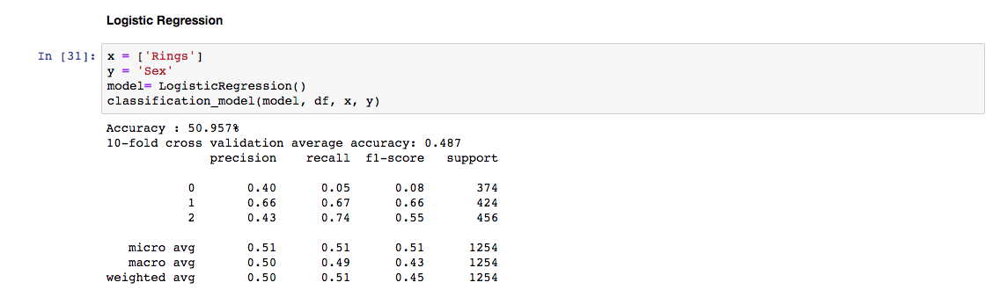 Logistic Regression
In [31]: x = ['Rings']
y = 'Sex'
model= LogisticRegression()
classification_model(model, df, x, y)
Accuracy : 50.957%
10-fold cross validation average accuracy: 0.487
precision recall f1-score support
0 0.40 0.05 0.08 374
1 0.66 0.67 0.66 424
2 0.43 0.74 0.55 456
micro avg 0.51 0.51 0.51 1254
macro avg 0.50 0.49 0.43 1254
weighted avg 0.50 0.51 0.45 1254